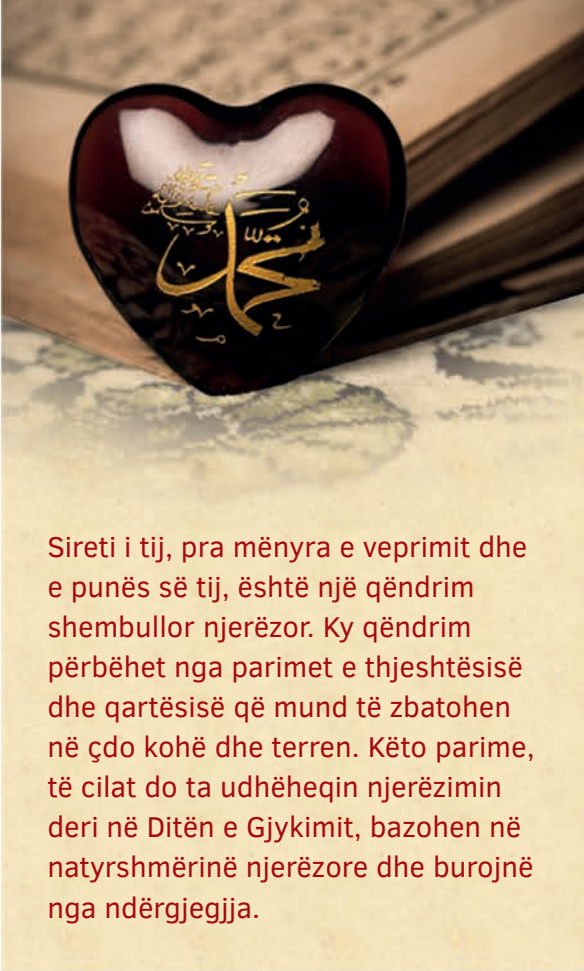 محمد
Sireti i tij, pra mënyra e veprimit dhe
e punës së tij, është një qëndrim
shembullor njerëzor. Ky qëndrim
përbëhet nga parimet e thjeshtësisë
dhe qartësisë që mund të zbatohen
në çdo kohë dhe terren. Këto parime,
të cilat do ta udhëheqin njerëzimin
deri në Ditën e Gjykimit, bazohen në
natyrshmërinë njerëzore dhe burojnë
nga ndërgjegjja.